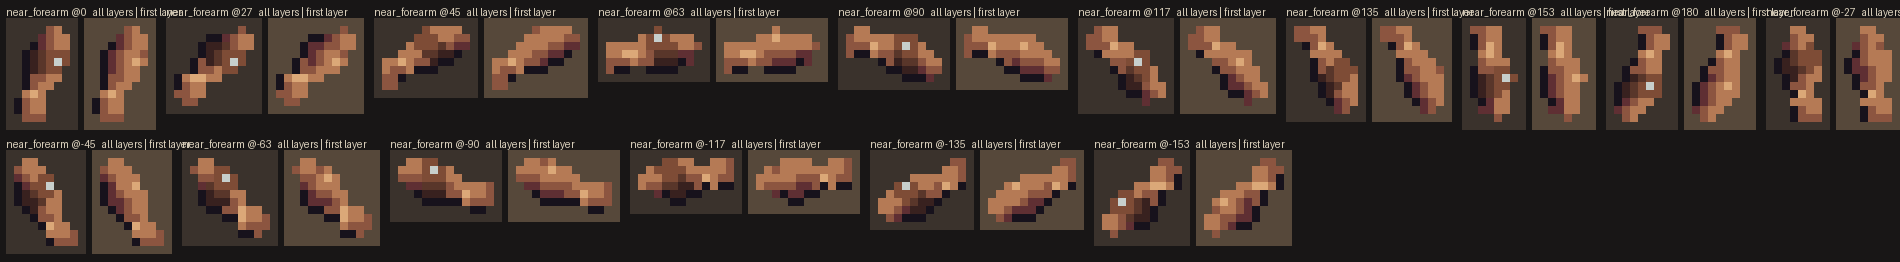 near_forearm @0 all layers | first layer
near_forearm @27 all layers | first layer
near_forearm @45 all layers | first layer
near_forearm @63 all layers | first layer
near_forearm @90 all layers | first layer
near_forearm @117 all layers | first layer
near_forearm @135 all layers | first layer
near_forearm @153 all layers | first layer
near_forearm @180 all layers | first layer
near_forearm @-27 all layers
near_forearm @-45 all layers | first layer
near_forearm @-63 all layers | first layer
near_forearm @-90 all layers | first layer
near_forearm @-117 all layers | first layer
near_forearm @-135 all layers | first layer
near_forearm @-153 all layers | first layer